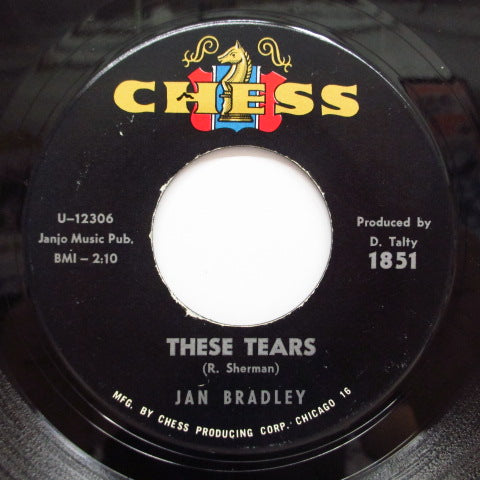 CHESS
U-12306
Janjo Music Pub.
BMI - 2:10
Produced by
D. Talty
1851
THESE TEARS
(R. Sherman)
JAN BRADLEY
MFG. BY CHESS PRODUCING CORP. CHICAGO 16